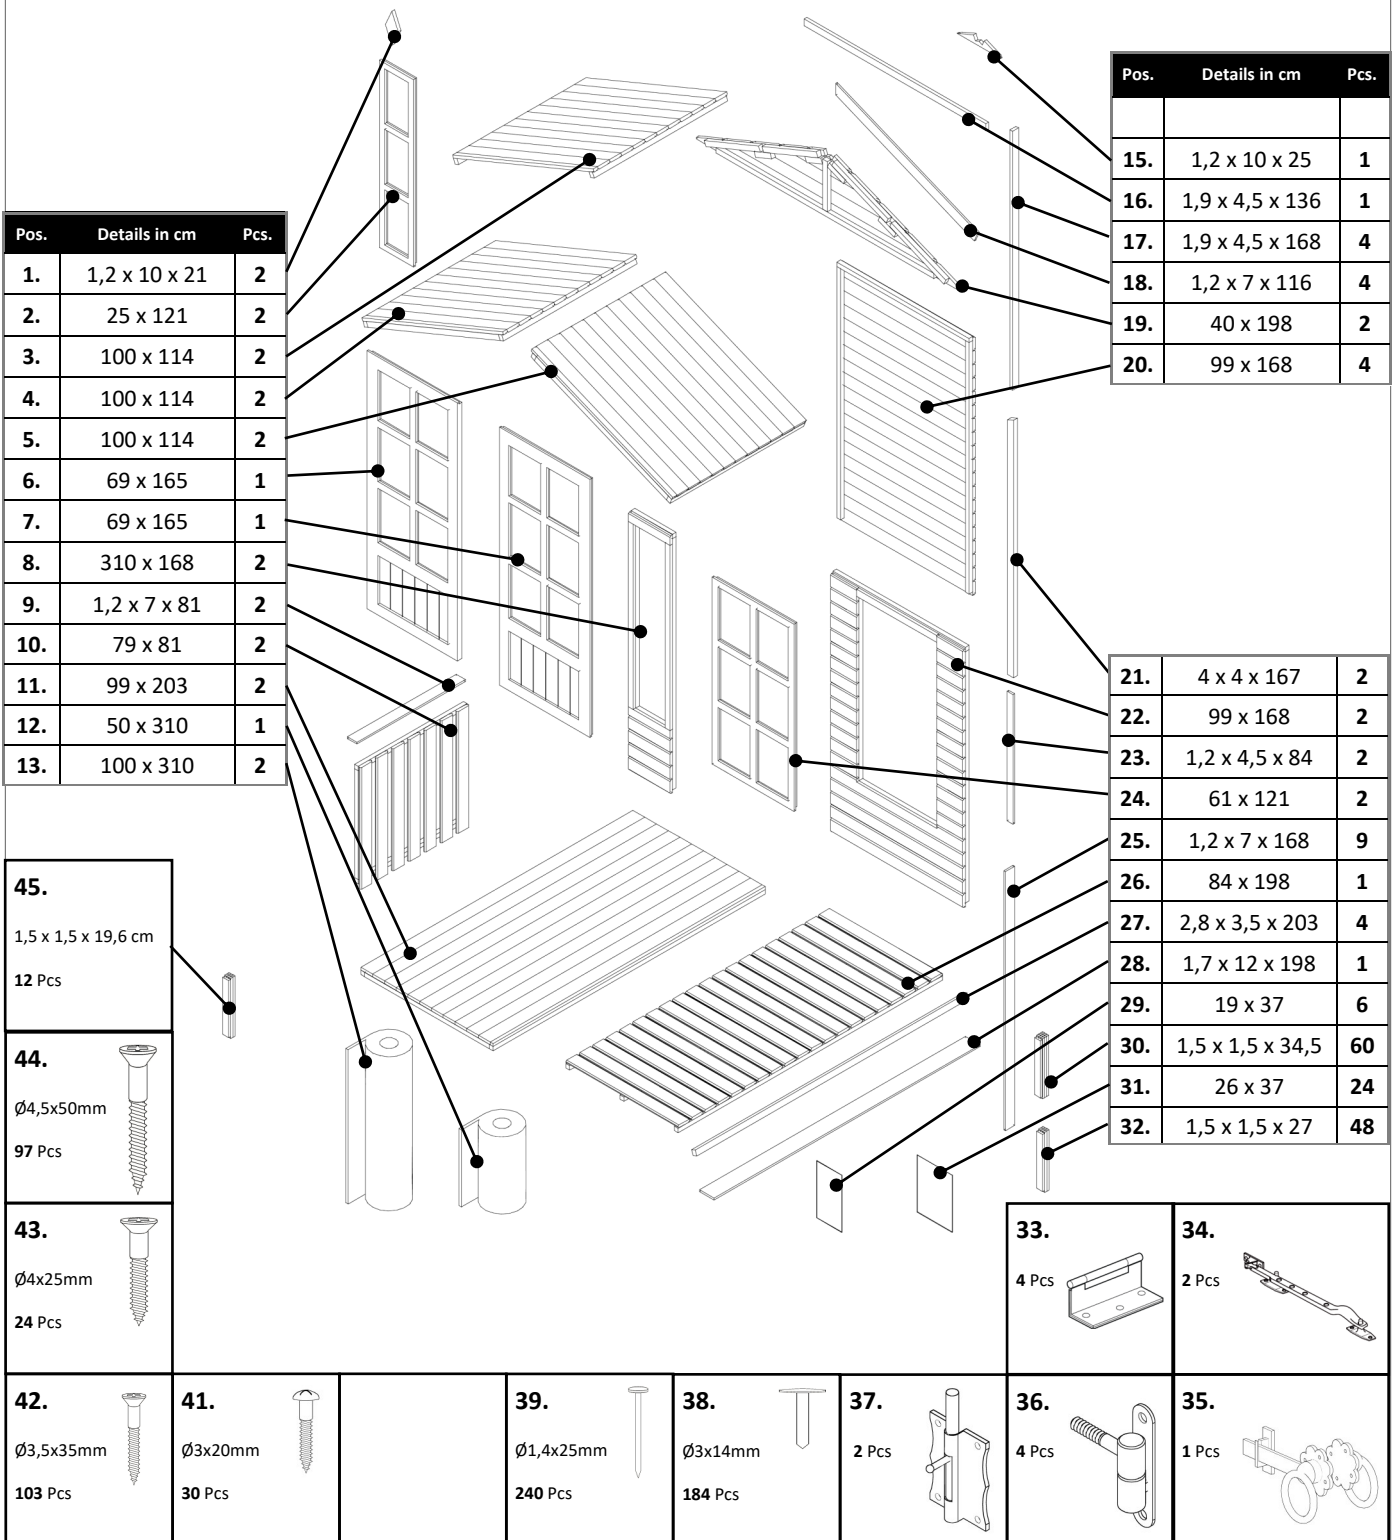 Pos. Details in cm Pcs.
1. 1,2 x 10 x 21 2
2. 25 x 121 2
3. 100 x 114 2
4. 100 x 114 2
5. 100 x 114 2
6. 69 x 165 1
7. 69 x 165 1
8. 310 x 168 2
9. 1,2 x 7 x 81 2
10. 79 x 81 2
11. 99 x 203 2
12. 50 x 310 1
13. 100 x 310 2
Pos. Details in cm Pcs.
15. 1,2 x 10 x 25 1
16. 1,9 x 4,5 x 136 1
17. 1,9 x 4,5 x 168 4
18. 1,2 x 7 x 116 4
19. 40 x 198 2
20. 99 x 168 4
21. 4 x 4 x 167 2
22. 99 x 168 2
23. 1,2 x 4,5 x 84 2
24. 61 x 121 2
25. 1,2 x 7 x 168 9
26. 84 x 198 1
27. 2,8 x 3,5 x 203 4
28. 1,7 x 12 x 198 1
29. 19 x 37 6
30. 1,5 x 1,5 x 34,5 60
31. 26 x 37 24
32. 1,5 x 1,5 x 27 48
45.
1,5 x 1,5 x 19,6 cm
12 Pcs
44.
Ø4,5x50mm
97 Pcs
43.
Ø4x25mm
24 Pcs
33.
4 Pcs
34.
2 Pcs
42.
Ø3,5x35mm
103 Pcs
41.
Ø3x20mm
30 Pcs
39.
Ø1,4x25mm
240 Pcs
38.
Ø3x14mm
184 Pcs
37.
2 Pcs
36.
4 Pcs
35.
1 Pcs